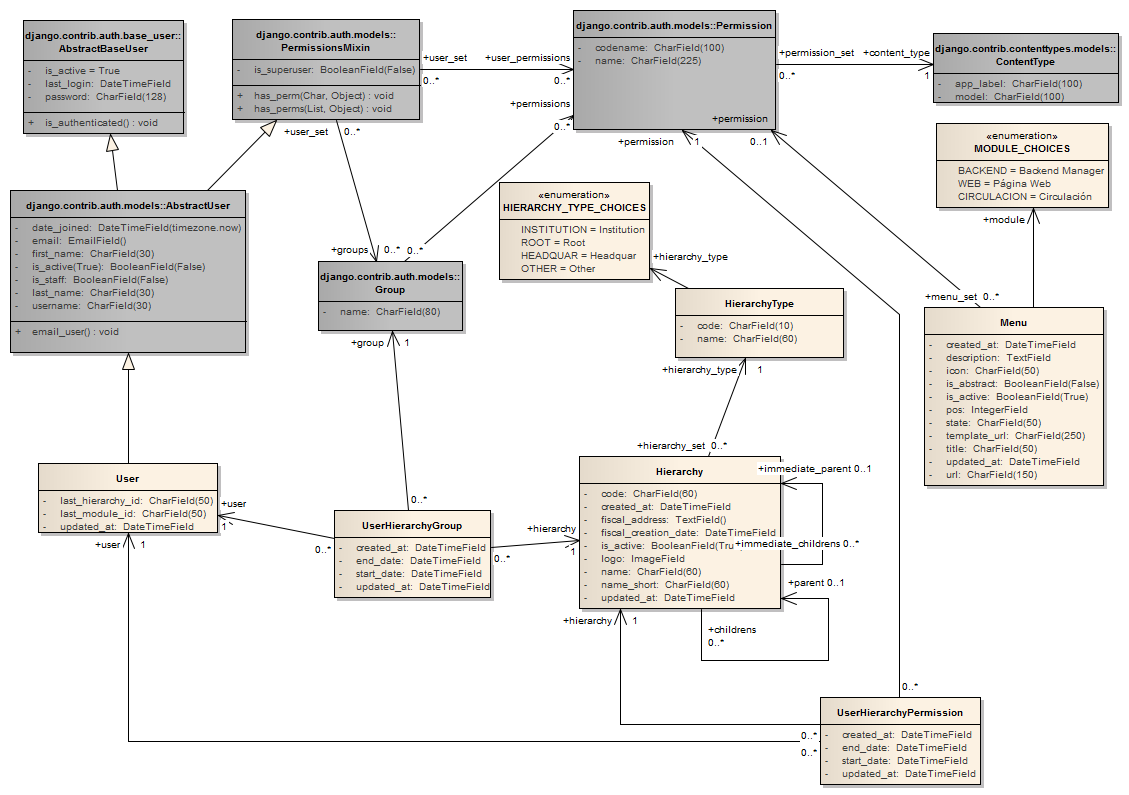 django.contrib.auth.base_user::
AbstractBaseUser
- is_active = True
- last_login: DateTimeField
- password: CharField(128)
+ is_authenticated() : void
django.contrib.auth.models::
PermissionsMixin
- is_superuser: BooleanField(False)
+ has_perm(Char, Object) : void
+ has_perms(List, Object) : void
django.contrib.auth.models::Permission
- codename: CharField(100)
- name: CharField(225)
django.contrib.contenttypes.models::
ContentType
- app_label: CharField(100)
- model: CharField(100)
+user_set
0..*
+user_permissions
0..*
+permission_set
0..*
+content_type
1
+permissions
0..*
+permission
+user_set 0..*
+permission 1
0..1
«enumeration»
MODULE_CHOICES
BACKEND = Backend Manager
WEB = Página Web
CIRCULACION = Circulación
+module
django.contrib.auth.models::AbstractUser
- date_joined: DateTimeField(timezone.now)
- email: EmailField()
- first_name: CharField(30)
- is_active(True): BooleanField(False)
- is_staff: BooleanField(False)
- last_name: CharField(30)
- username: CharField(30)
+ email_user() : void
«enumeration»
HIERARCHY_TYPE_CHOICES
INSTITUTION = Institution
ROOT = Root
HEADQUAR = Headquar
OTHER = Other
+groups 0..* 0..*
+hierarchy_type
django.contrib.auth.models::
Group
- name: CharField(80)
+group 1
HierarchyType
- code: CharField(10)
- name: CharField(60)
+hierarchy_type 1
+menu_set 0..*
Menu
- created_at: DateTimeField
- description: TextField
- icon: CharField(50)
- is_abstract: BooleanField(False)
- is_active: BooleanField(True)
- pos: IntegerField
- state: CharField(50)
- template_url: CharField(250)
- title: CharField(50)
- updated_at: DateTimeField
- url: CharField(150)
+hierarchy_set 0..*
Hierarchy
- code: CharField(60)
- created_at: DateTimeField
- fiscal_address: TextField()
- fiscal_creation_date: DateTimeField
- is_active: BooleanField(Tru
- logo: ImageField
- name: CharField(60)
- name_short: CharField(60)
- updated_at: DateTimeField
+immediate_parent 0..1
+immediate_childrens 0..*
+parent 0..1
+childrens
0..*
User
- last_hierarchy_id: CharField(50)
- last_module_id: CharField(50)
- updated_at: DateTimeField
+user
1
+user 1
0..*
UserHierarchyGroup
- created_at: DateTimeField
- end_date: DateTimeField
- start_date: DateTimeField
- updated_at: DateTimeField
0..*
0..*
+hierarchy
1
+hierarchy 1
0..*
UserHierarchyPermission
- created_at: DateTimeField
- end_date: DateTimeField
- start_date: DateTimeField
- updated_at: DateTimeField
0..*
0..*